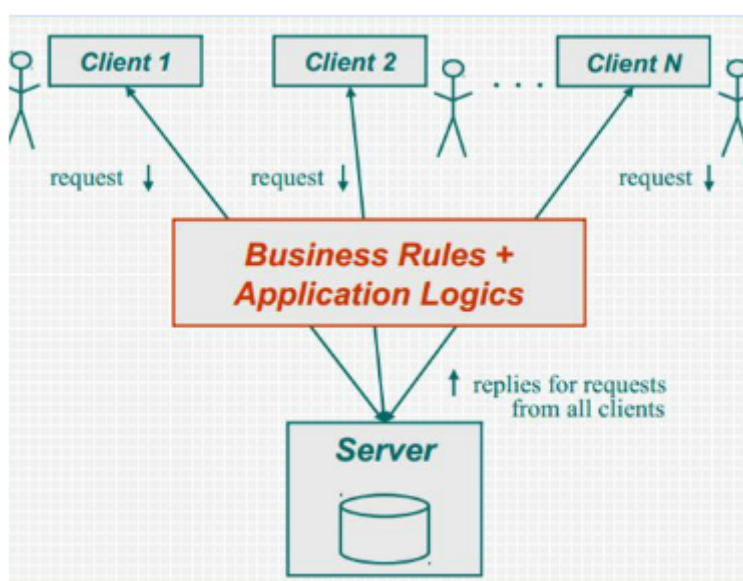 Client 1
Client 2
. . .
Client N
request
request
request
Business Rules +
Application Logics
replies for requests
from all clients
Server